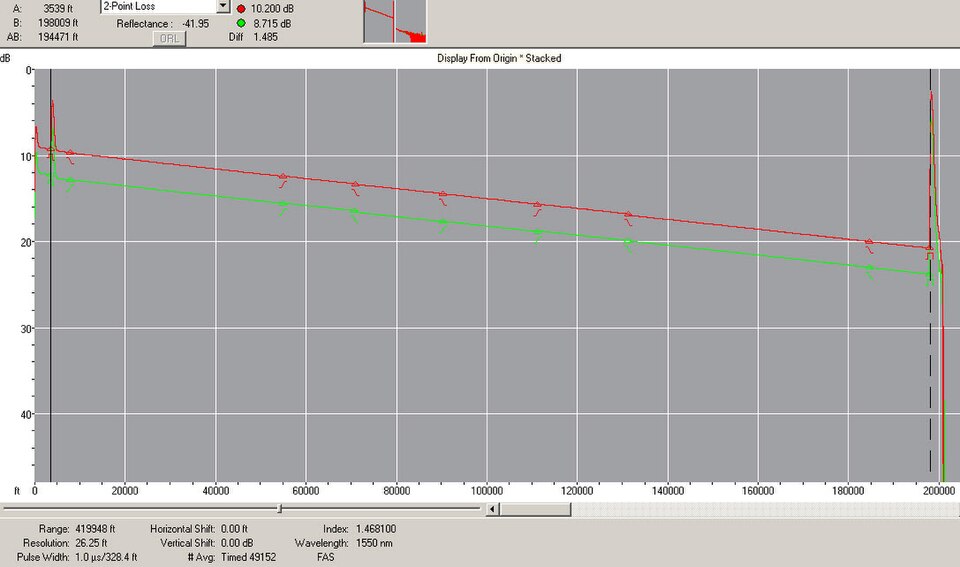 A: 3539 ft 2-Point Loss 10.200 dB
B: 198009 ft Reflectance : -41.95 8.715 dB
AB: 194471 ft ORL Diff 1.485
dB Display From Origin * Stacked
0
10
20
30
40
ft 0 20000 40000 60000 80000 100000 120000 140000 160000 180000 200000
Range: 419948 ft Horizontal Shift: 0.00 ft Index: 1.468100
Resolution: 26.25 ft Vertical Shift: 0.00 dB Wavelength: 1550 nm
Pulse Width: 1.0 µs/328.4 ft # Avg: Timed 49152 FAS